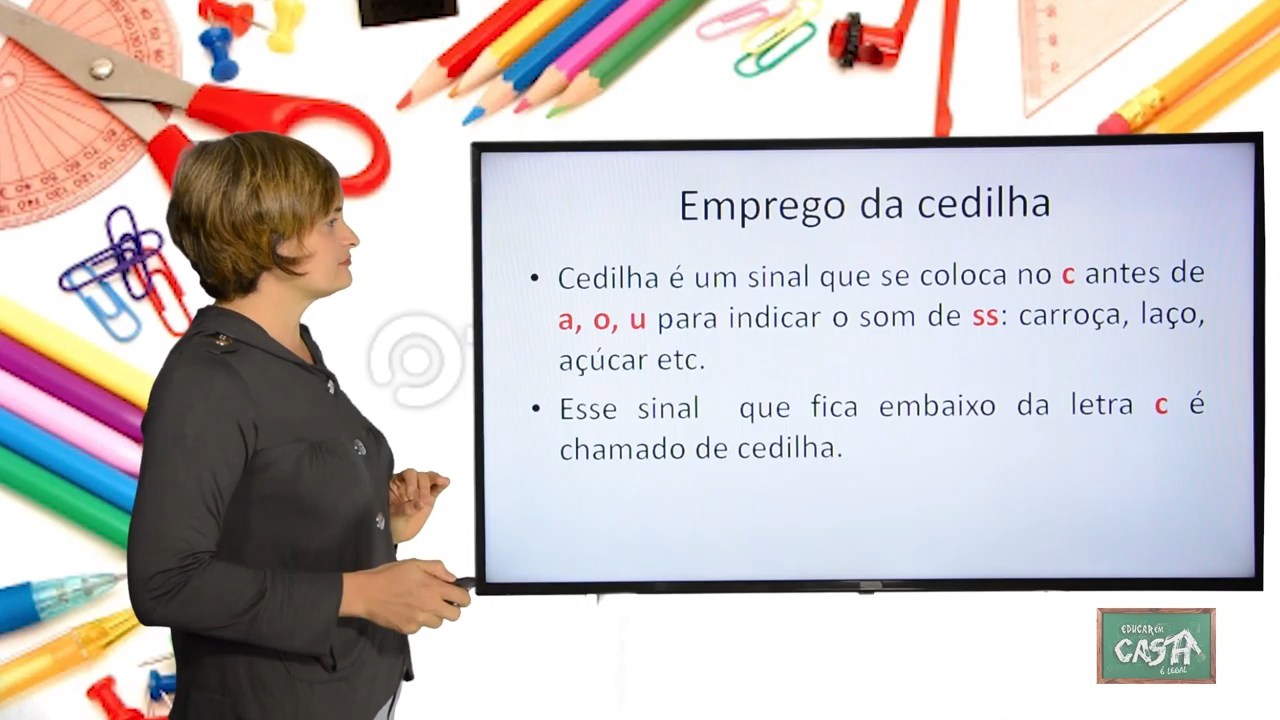 Emprego da cedilha
• Cedilha é um sinal que se coloca no c antes de
a, o, u para indicar o som de ss: carroça, laço,
açúcar etc.
• Esse sinal que fica embaixo da letra c é
chamado de cedilha.
EDUCAR EM
CASA
É LEGAL